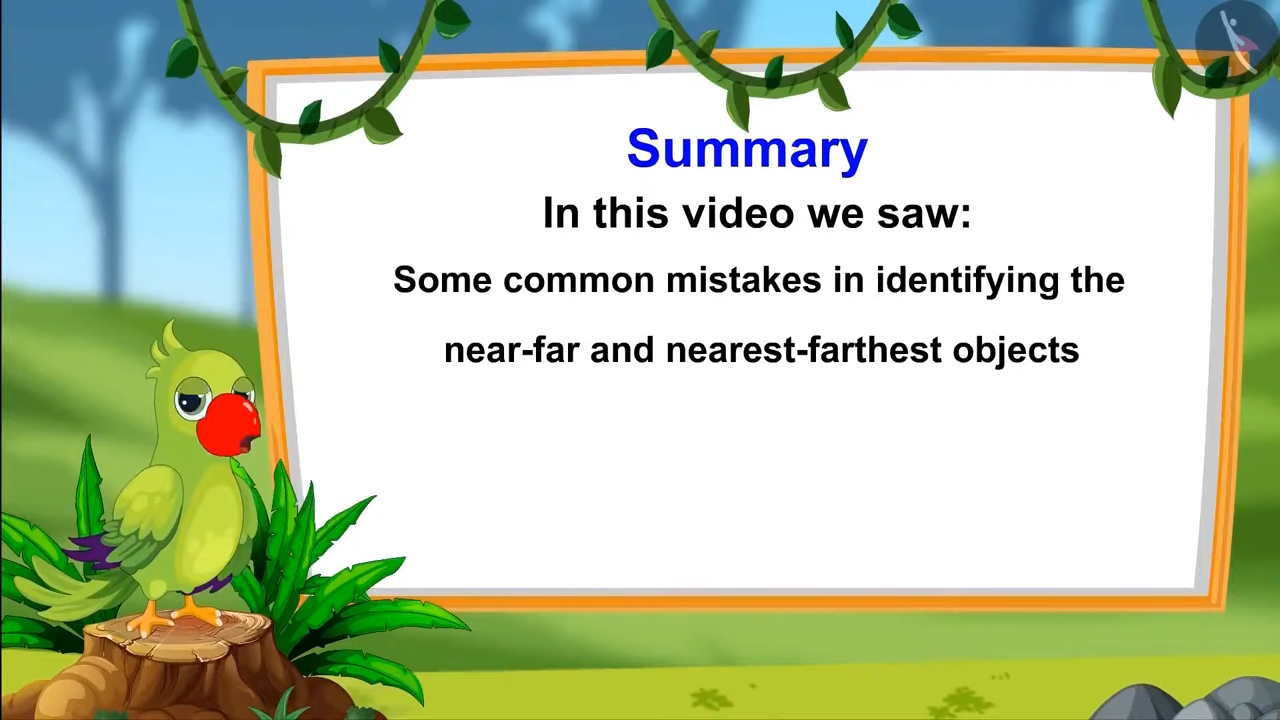 Summary
In this video we saw:
Some common mistakes in identifying the
near-far and nearest-farthest objects